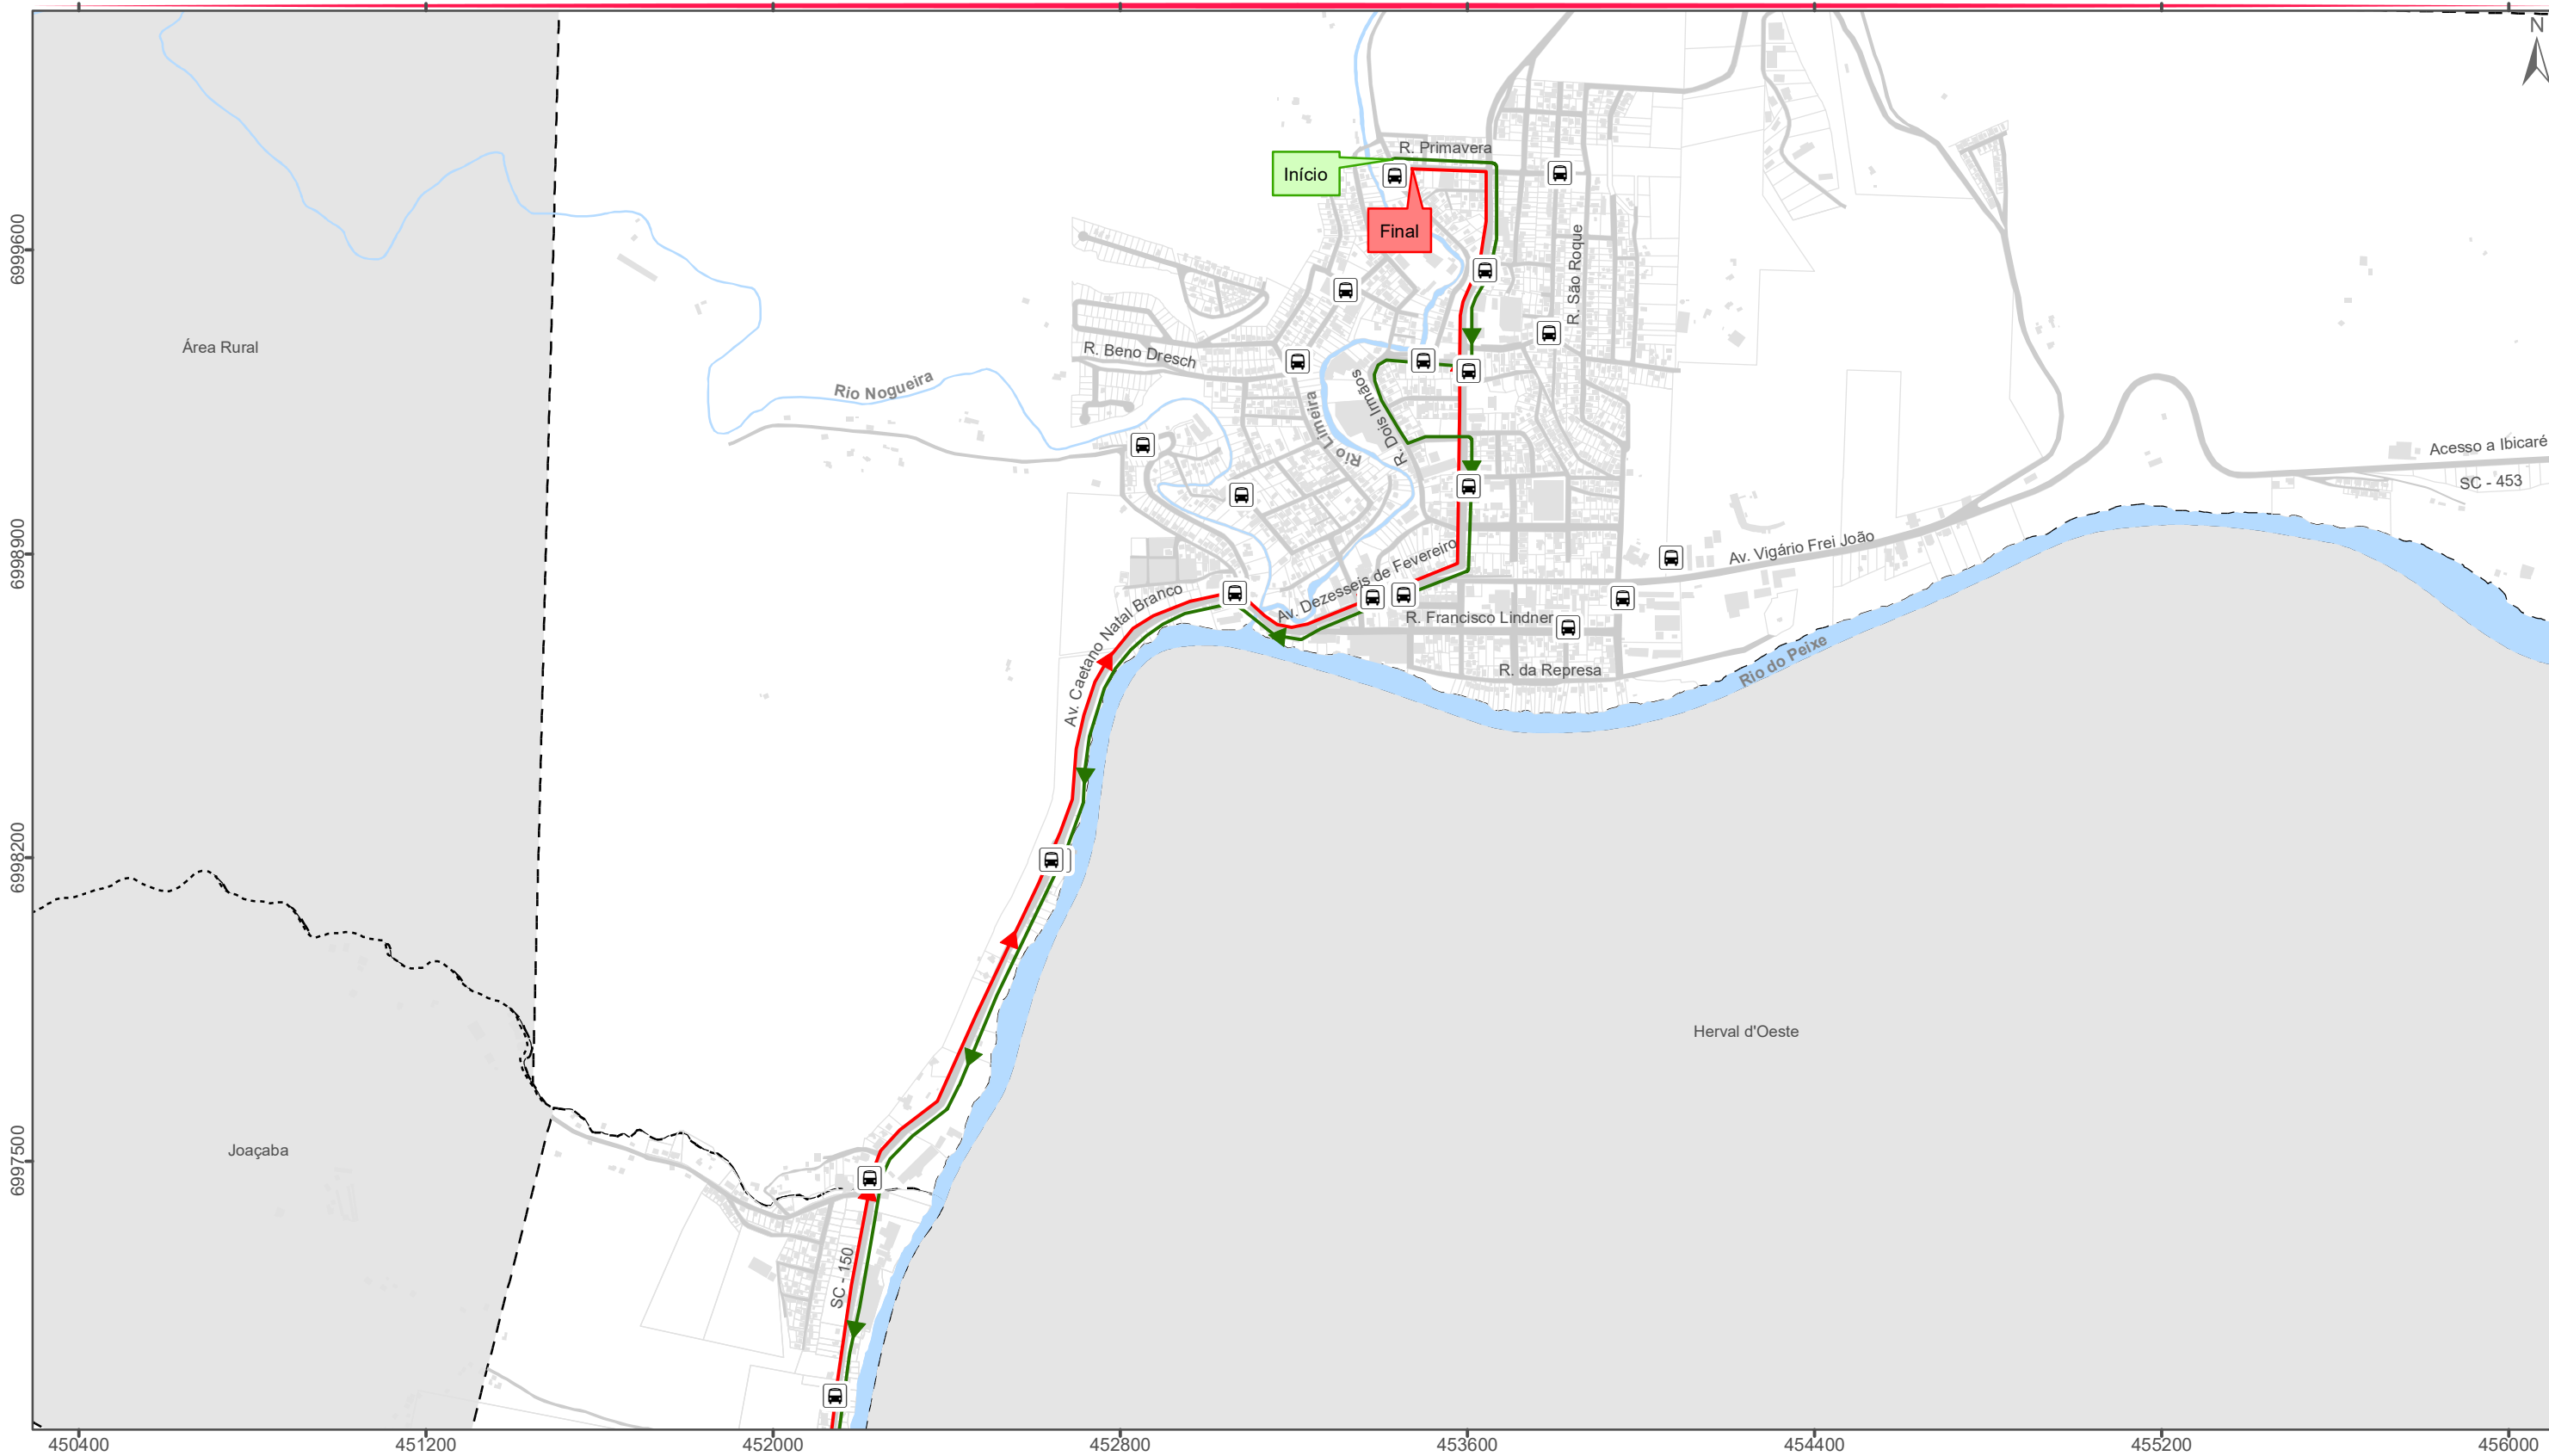 N
R. Primavera
Início
Final
R. São Roque
6999600
Área Rural
R. Beno Dresch
Rio Nogueira
R. Dois Irmãos
Rio Limeira
Acesso a Ibicaré
SC - 453
6998900
Av. Vigário Frei João
Av. Dezesseis de Fevereiro
Av. Caetano Natal Branco
R. Francisco Lindner
R. da Represa
Rio do Peixe
6998200
Herval d'Oeste
Joaçaba
6997500
SC - 150
450400
451200
452000
452800
453600
454400
455200
456000